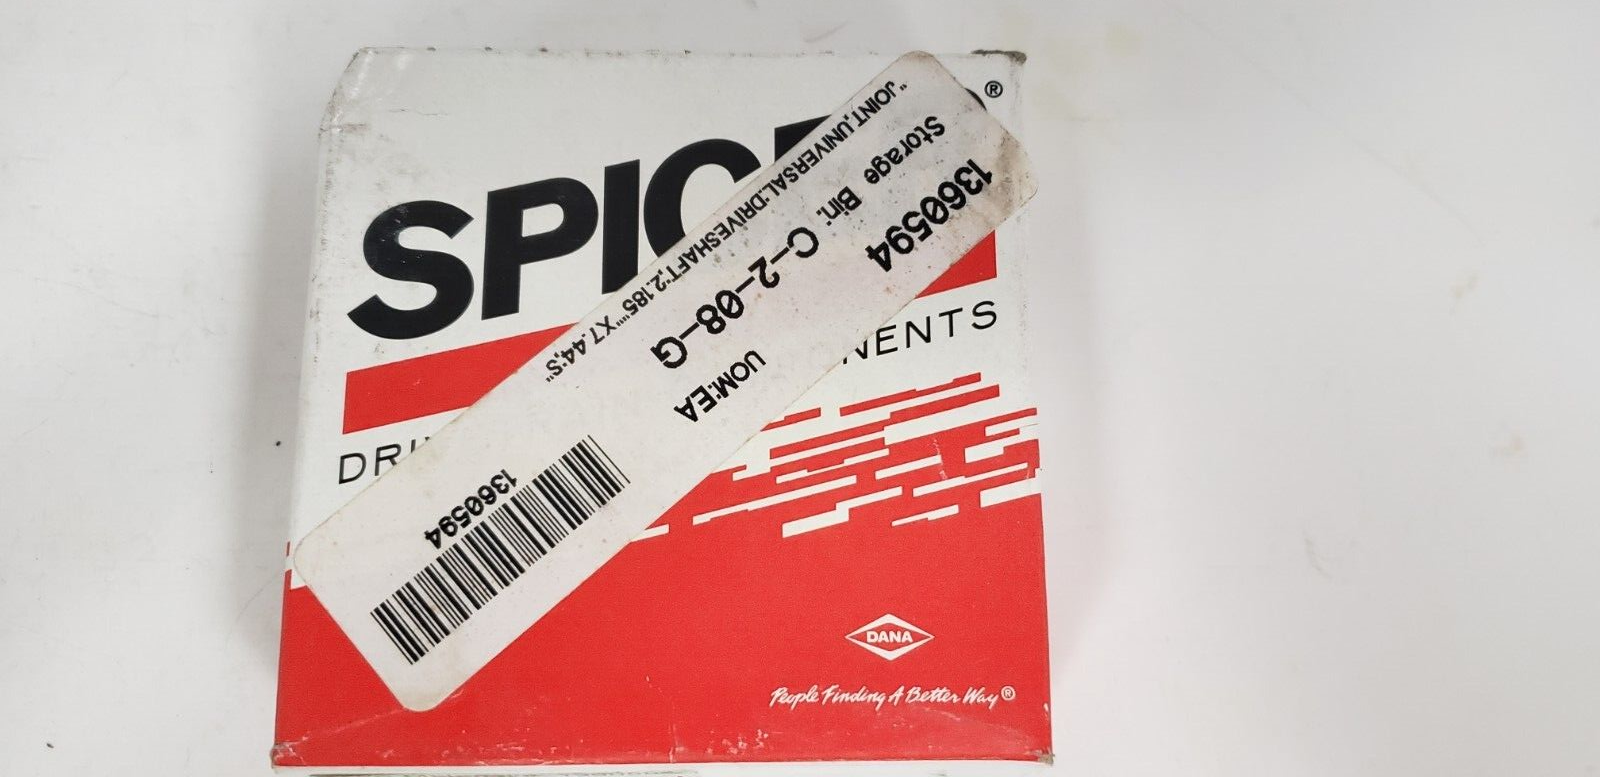 SPIC
®
DRI
NENTS
1360594
Storage Bin: C-2-08-G
"JOINT,UNIVERSAL:DRIVESHAFT;2.185""X7.44;S"
UOM:EA
1360594
DANA
People Finding A Better Way®